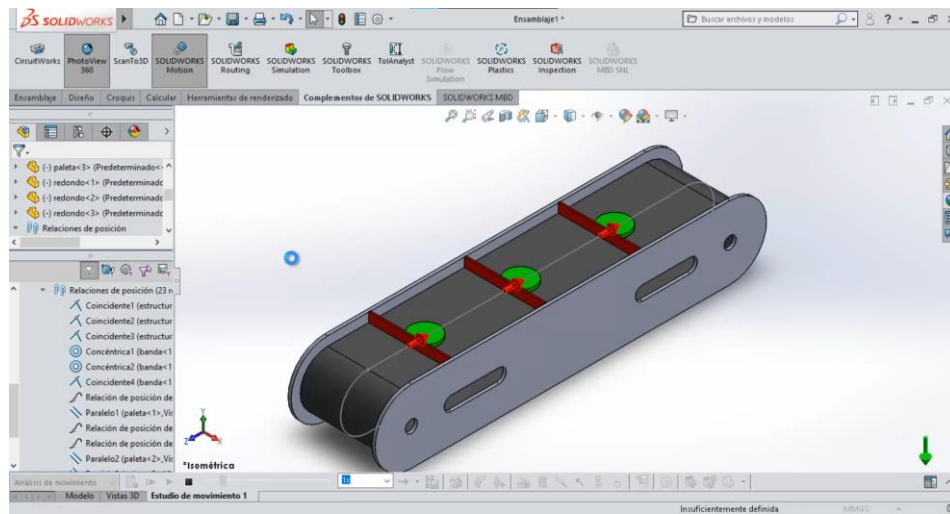 SOLIDWORKS
Ensamblaje1 *
Buscar archivos y modelos
CircuitWorks
PhotoView 360
ScanTo3D
SOLIDWORKS Motion
SOLIDWORKS Routing
SOLIDWORKS Simulation
SOLIDWORKS Toolbox
TolAnalyst
SOLIDWORKS Flow Simulation
SOLIDWORKS Plastics
SOLIDWORKS Inspection
SOLIDWORKS MBD SNL
Ensamblaje Diseño Croquis Calcular Herramientas de renderizado Complementos de SOLIDWORKS SOLIDWORKS MBD
(-) paleta<3> (Predeterminado<
(-) redondo<1> (Predeterminado
(-) redondo<2> (Predeterminado
(-) redondo<3> (Predeterminado
Relaciones de posición
Relaciones de posición (23 r
Coincidente1 (estructur
Coincidente2 (estructur
Coincidente3 (estructur
Concéntrica1 (banda<1
Concéntrica2 (banda<1
Coincidente4 (banda<1
Relación de posición de
Paralelo1 (paleta<1>,Vis
Relación de posición de
Relación de posición de
Paralelo2 (paleta<2>,Vis
Y
Z
X
*Isométrica
Análisis de movimiento
1x
Modelo Vistas 3D Estudio de movimiento 1
Insuficientemente definida
MMGS